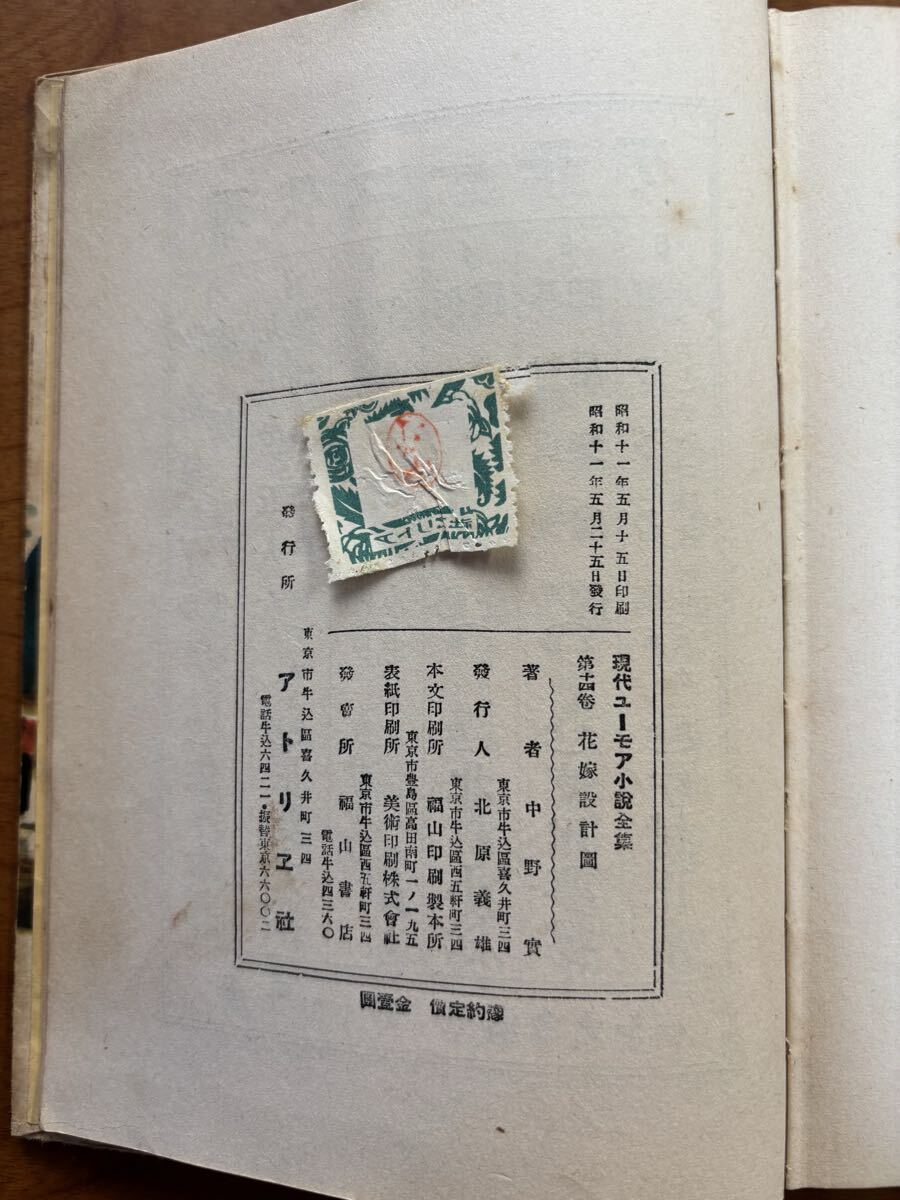 昭和十一年五月十五日印刷
昭和十一年五月二十五日發行
現代ユーモア小說全集
第十四卷 花嫁設計圖
著者 中野實
東京市牛込區喜久井町三四
發行人 北原義雄
東京市牛込區西五軒町三四
本文印刷所 福山印刷製本所
東京市豊島區高田南町一ノ一九五
表紙印刷所 美術印刷株式會社
東京市牛込區西五軒町三四
發賣所 福山書店
電話牛込四三六〇
東京市牛込區喜久井町三四
發行所 アトリヱ社
電話牛込六四二一・振替東京六六〇〇二
豫約定價 金壹圓